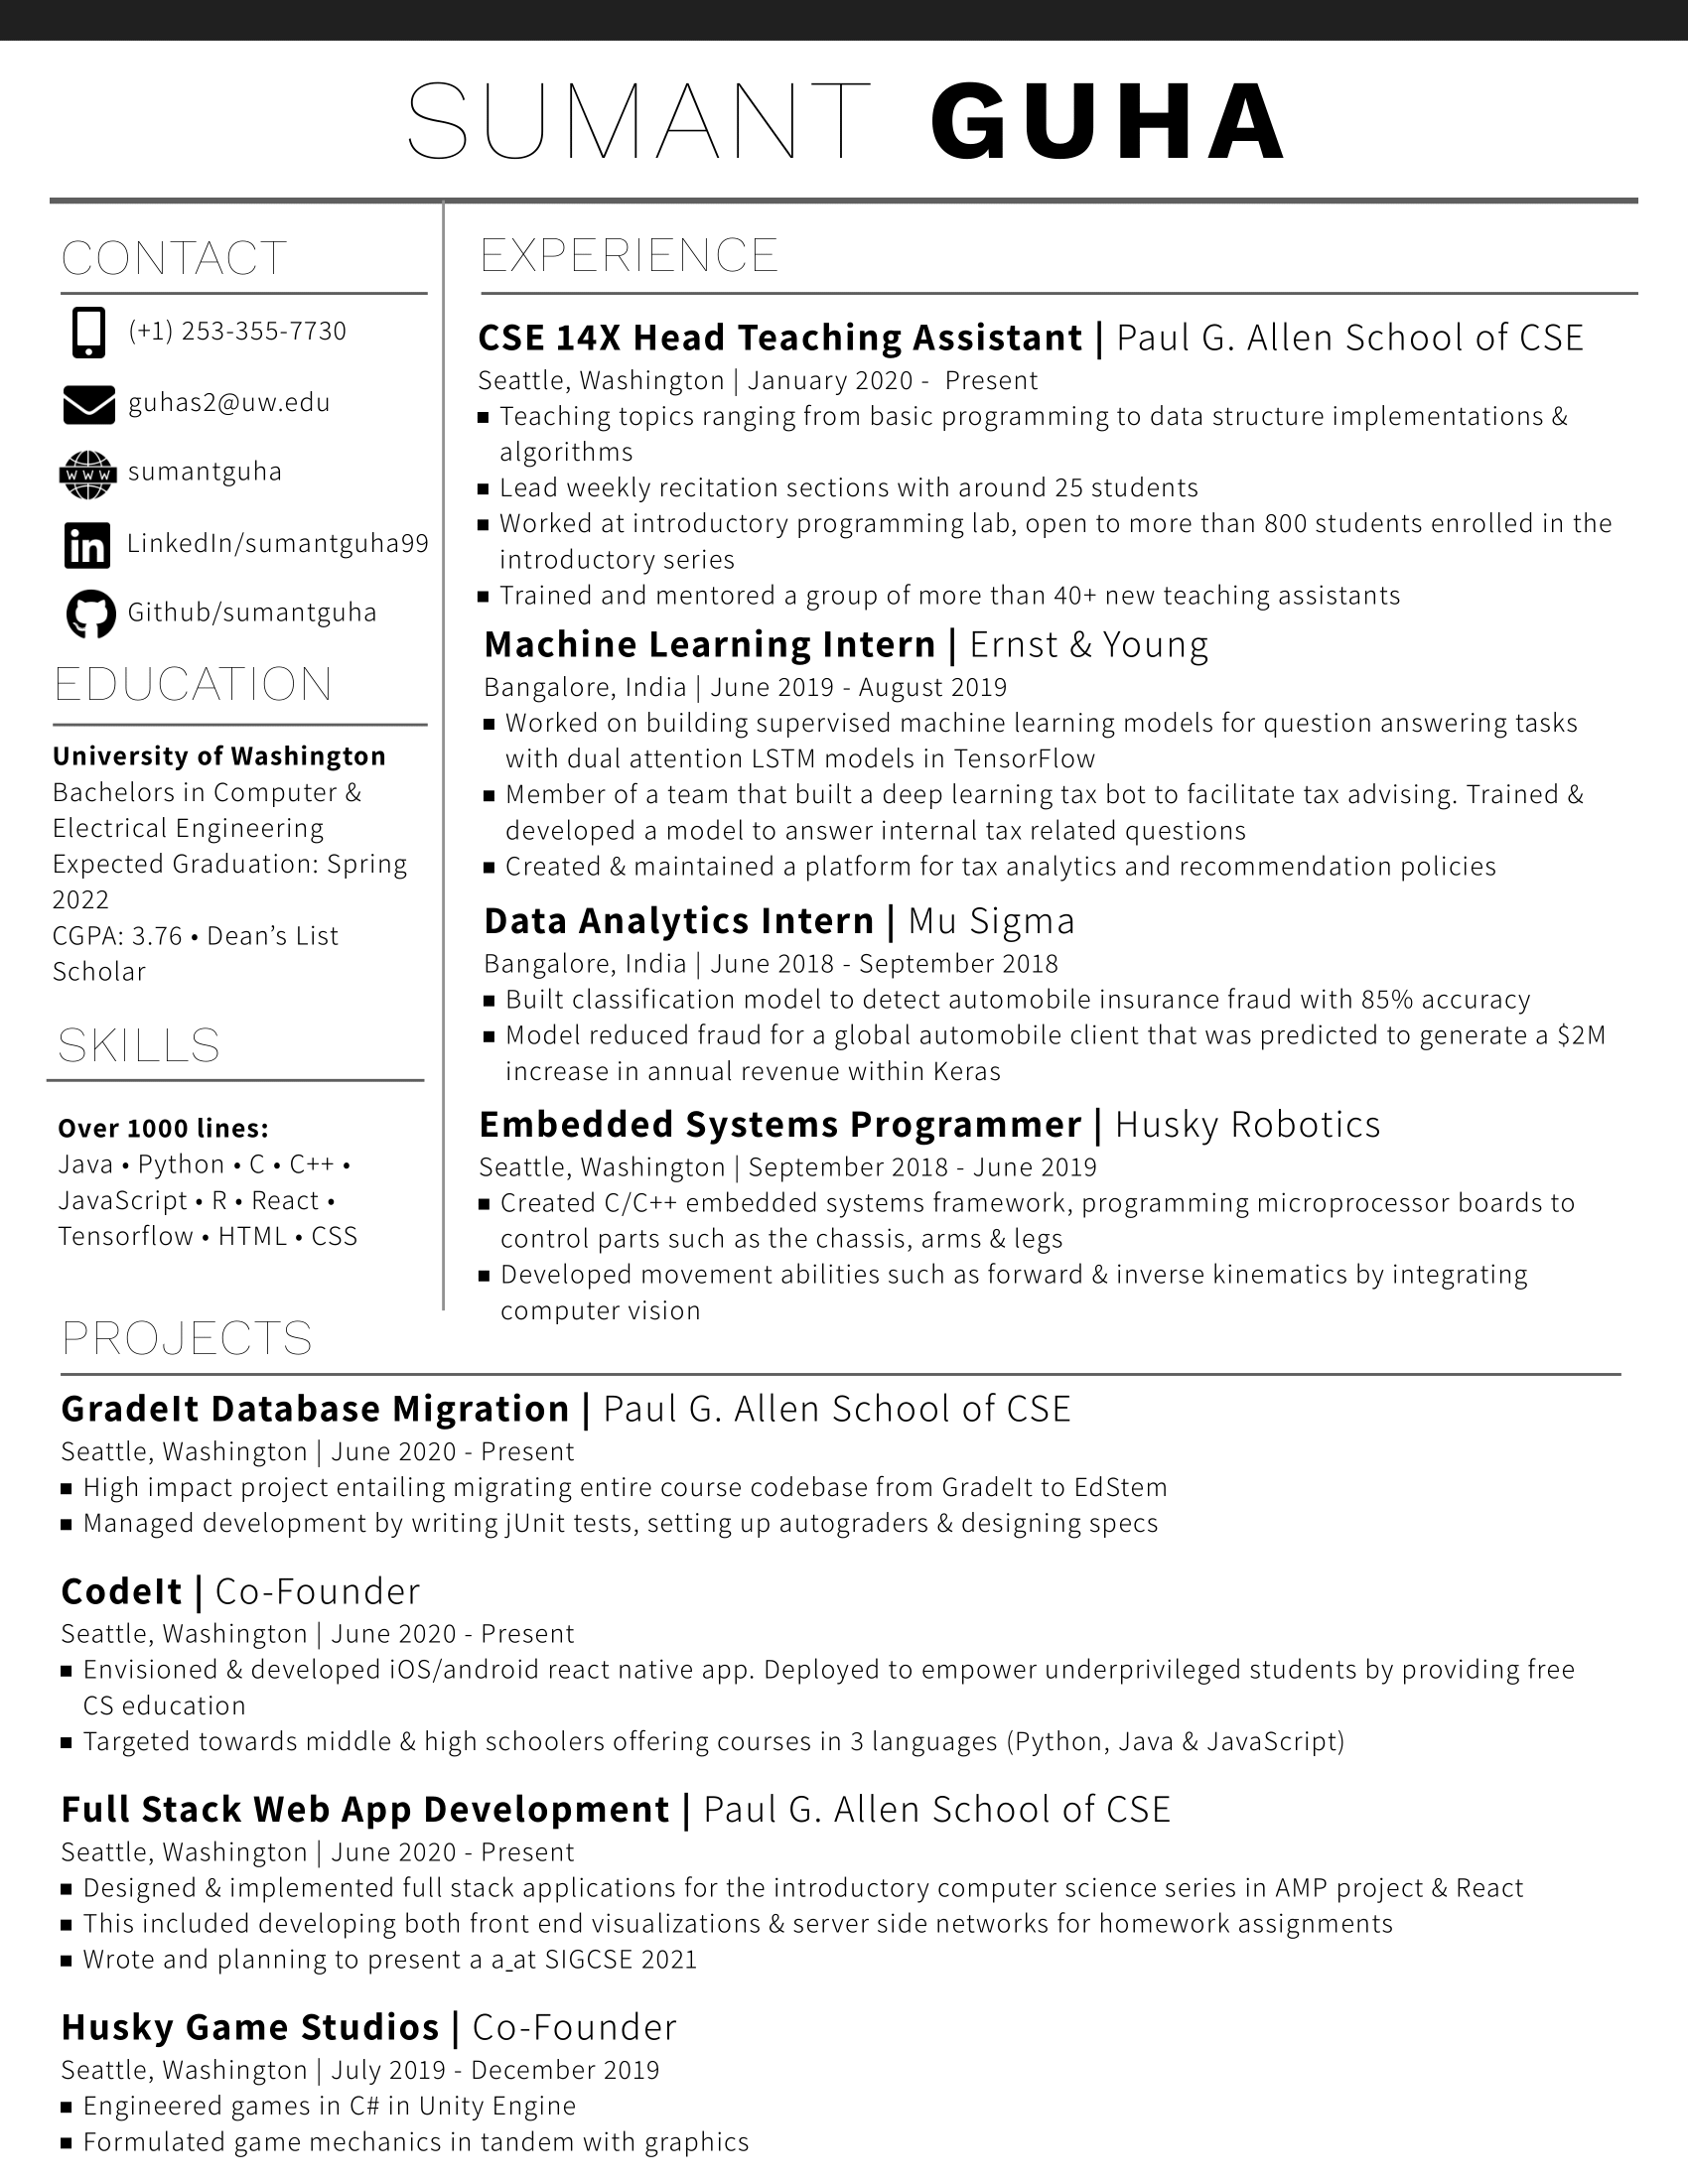 SUMANT GUHA
CONTACT
(+1) 253-355-7730
guhas2@uw.edu
WWW
sumantguha
in
LinkedIn/sumantguha99
Github/sumantguha
EDUCATION
University of Washington
Bachelors in Computer &
Electrical Engineering
Expected Graduation: Spring
2022
CGPA: 3.76 • Dean’s List
Scholar
SKILLS
Over 1000 lines:
Java • Python • C • C++ •
JavaScript • R • React •
Tensorflow • HTML • CSS
EXPERIENCE
CSE 14X Head Teaching Assistant | Paul G. Allen School of CSE
Seattle, Washington | January 2020 -  Present
▪ Teaching topics ranging from basic programming to data structure implementations &
algorithms
▪ Lead weekly recitation sections with around 25 students
▪ Worked at introductory programming lab, open to more than 800 students enrolled in the
introductory series
▪ Trained and mentored a group of more than 40+ new teaching assistants
Machine Learning Intern | Ernst & Young
Bangalore, India | June 2019 - August 2019
▪ Worked on building supervised machine learning models for question answering tasks
with dual attention LSTM models in TensorFlow
▪ Member of a team that built a deep learning tax bot to facilitate tax advising. Trained &
developed a model to answer internal tax related questions
▪ Created & maintained a platform for tax analytics and recommendation policies
Data Analytics Intern | Mu Sigma
Bangalore, India | June 2018 - September 2018
▪ Built classification model to detect automobile insurance fraud with 85% accuracy
▪ Model reduced fraud for a global automobile client that was predicted to generate a $2M
increase in annual revenue within Keras
Embedded Systems Programmer | Husky Robotics
Seattle, Washington | September 2018 - June 2019
▪ Created C/C++ embedded systems framework, programming microprocessor boards to
control parts such as the chassis, arms & legs
▪ Developed movement abilities such as forward & inverse kinematics by integrating
computer vision
PROJECTS
GradeIt Database Migration | Paul G. Allen School of CSE
Seattle, Washington | June 2020 - Present
▪ High impact project entailing migrating entire course codebase from GradeIt to EdStem
▪ Managed development by writing jUnit tests, setting up autograders & designing specs
CodeIt | Co-Founder
Seattle, Washington | June 2020 - Present
▪ Envisioned & developed iOS/android react native app. Deployed to empower underprivileged students by providing free
CS education
▪ Targeted towards middle & high schoolers offering courses in 3 languages (Python, Java & JavaScript)
Full Stack Web App Development | Paul G. Allen School of CSE
Seattle, Washington | June 2020 - Present
▪ Designed & implemented full stack applications for the introductory computer science series in AMP project & React
▪ This included developing both front end visualizations & server side networks for homework assignments
▪ Wrote and planning to present a a_at SIGCSE 2021
Husky Game Studios | Co-Founder
Seattle, Washington | July 2019 - December 2019
▪ Engineered games in C# in Unity Engine
▪ Formulated game mechanics in tandem with graphics